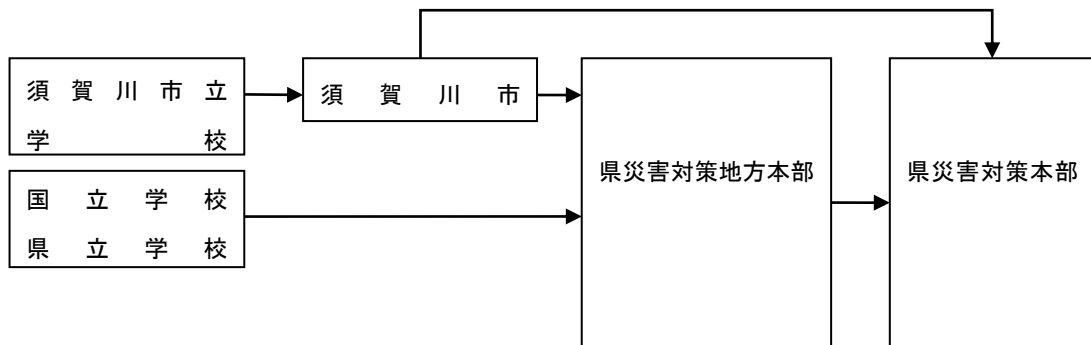 須賀川市立
学校
須賀川市
国立学校
県立学校
県災害対策地方本部
県災害対策本部